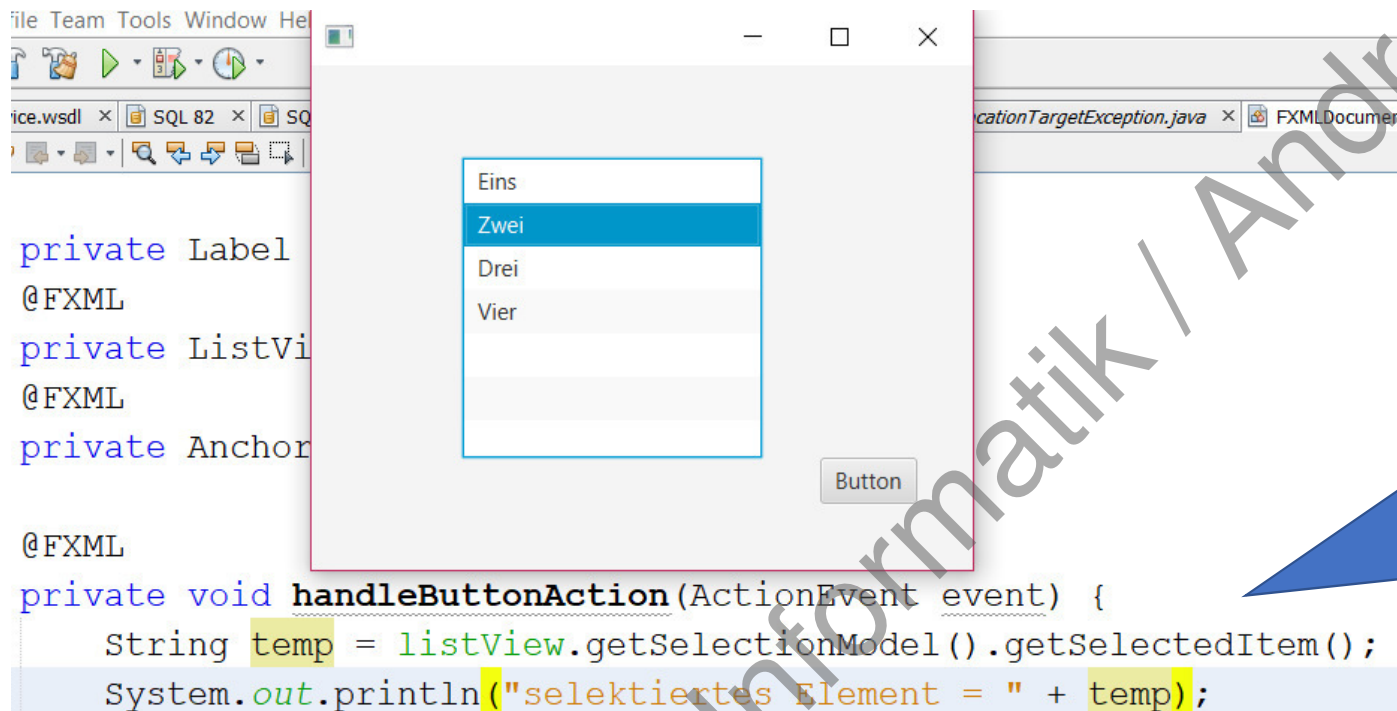 file Team Tools Window Hel
ice.wsdl SQL 82 SQ
cationTargetException.java FXMLDocumen
Eins
Zwei
Drei
Vier
Button
private Label
@FXML
private ListVi
@FXML
private Anchor
@FXML
private void handleButtonAction(ActionEvent event) {
String temp = listView.getSelectionModel().getSelectedItem();
System.out.println("selektiertes Element = " + temp);
Informatik / Andr